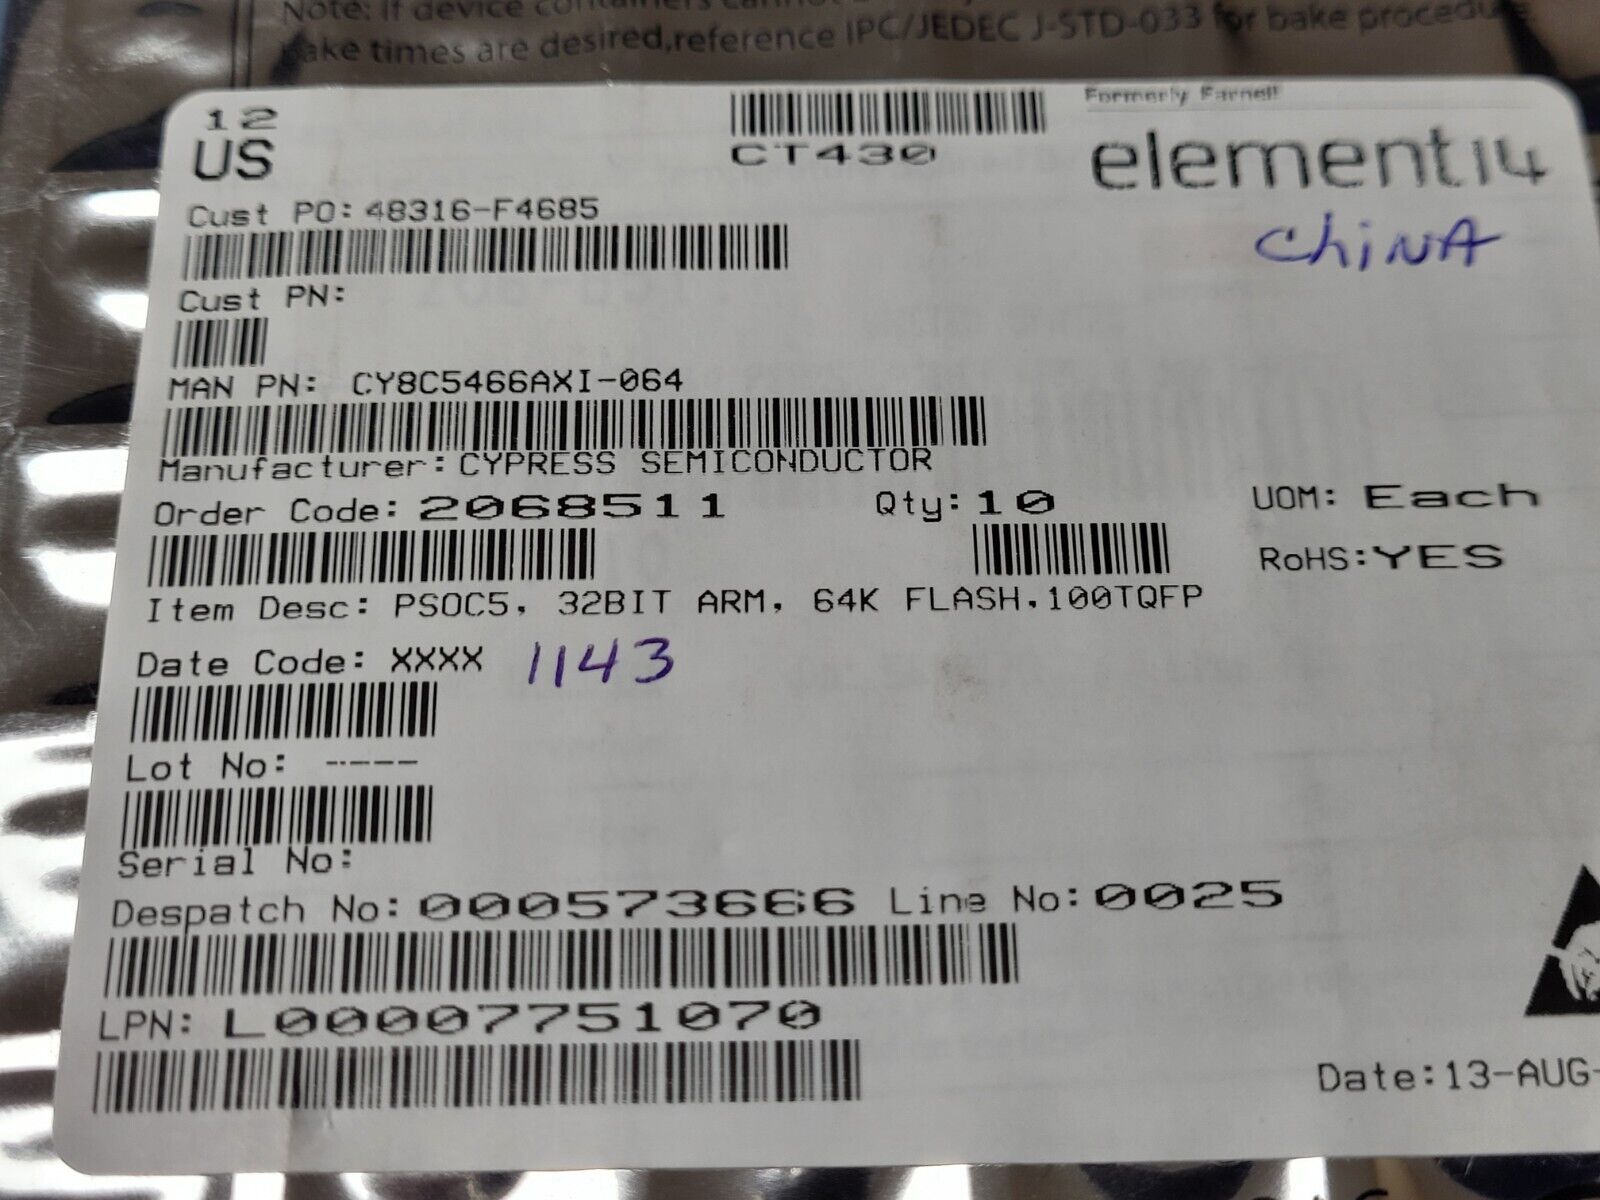 Note: If device containers cannot
bake times are desired,reference IPC/JEDEC J-STD-033 for bake procedure
12
US
CT430
Formerly Farnell
element14
Cust PO: 48316-F4685
China
Cust PN:
MAN PN: CY8C5466AXI-064
Manufacturer: CYPRESS SEMICONDUCTOR
Order Code: 2068511 Qty: 10 UOM: Each
RoHS: YES
Item Desc: PSOC5, 32BIT ARM, 64K FLASH,100TQFP
Date Code: XXXX 1143
Lot No: -----
Serial No:
Despatch No: 000573666 Line No: 0025
LPN: L00007751070
Date:13-AUG-